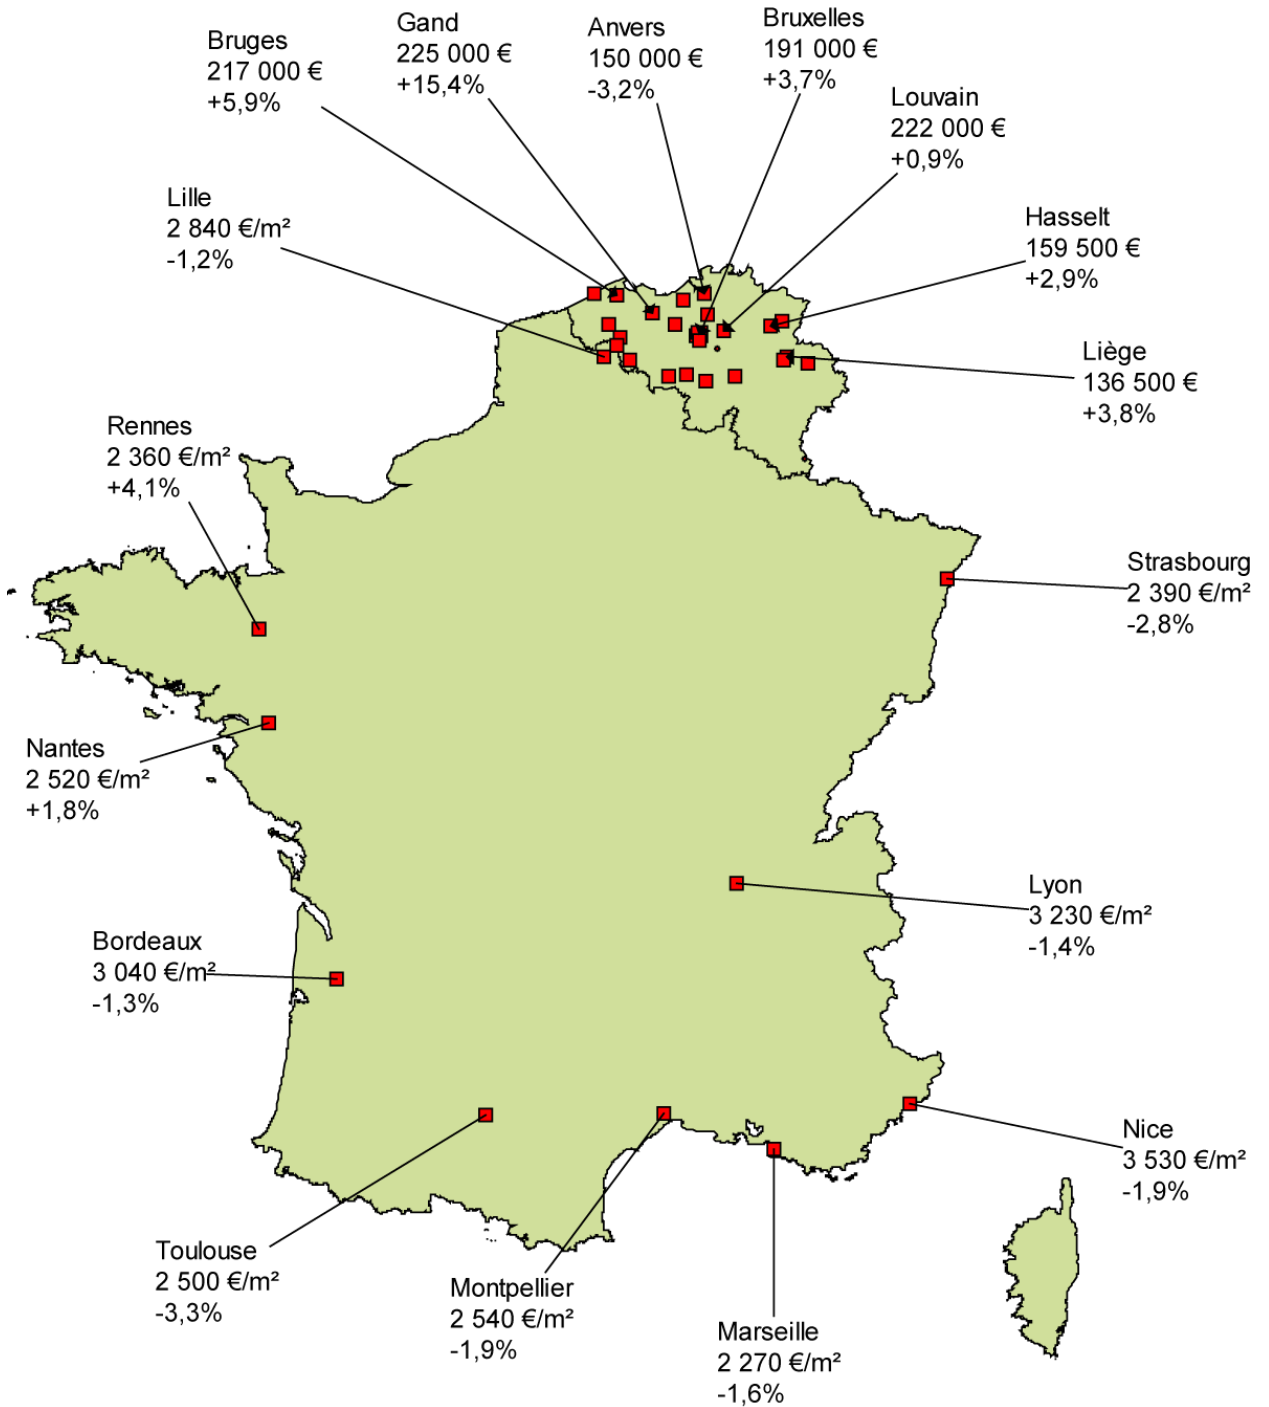 Bruges
217 000 €
+5,9%
Gand
225 000 €
+15,4%
Anvers
150 000 €
-3,2%
Bruxelles
191 000 €
+3,7%
Louvain
222 000 €
+0,9%
Lille
2 840 €/m²
-1,2%
Hasselt
159 500 €
+2,9%
Liège
136 500 €
+3,8%
Rennes
2 360 €/m²
+4,1%
Strasbourg
2 390 €/m²
-2,8%
Nantes
2 520 €/m²
+1,8%
Lyon
3 230 €/m²
-1,4%
Bordeaux
3 040 €/m²
-1,3%
Nice
3 530 €/m²
-1,9%
Toulouse
2 500 €/m²
-3,3%
Montpellier
2 540 €/m²
-1,9%
Marseille
2 270 €/m²
-1,6%